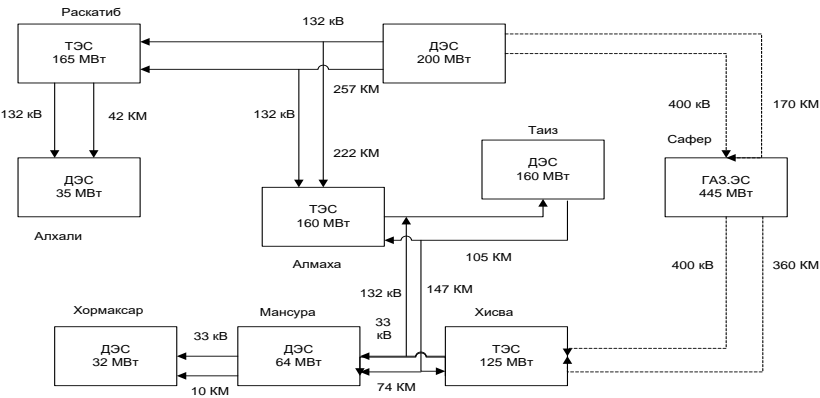 Раскатиб
132 кВ
ТЭС
165 МВт
ДЭС
200 МВт
257 КМ
132 кВ
42 КМ
132 кВ
400 кВ
170 КМ
Таиз
Сафер
222 КМ
ДЭС
35 МВт
ДЭС
160 МВт
ГАЗ.ЭС
445 МВт
ТЭС
160 МВт
Алхали
Алмаха
105 КМ
400 кВ
360 КМ
132 кВ
147 КМ
Хормаксар
Мансура
Хисва
33 кВ
33
кВ
ДЭС
32 МВт
ДЭС
64 МВт
ТЭС
125 МВт
10 КМ
74 КМ